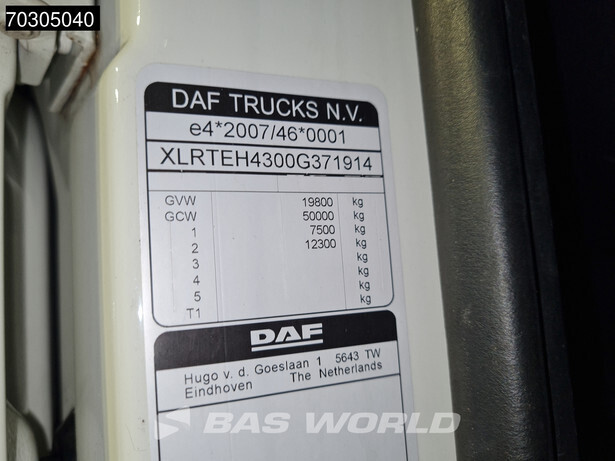 70305040
DAF TRUCKS N.V.
e4*2007/46*0001
XLRTEH4300G371914
GVW 19800 kg
GCW 50000 kg
1 7500 kg
2 12300 kg
3 kg
4 kg
5 kg
T1 kg
DAF
Hugo v. d. Goeslaan 1 5643 TW
Eindhoven The Netherlands
BAS WORLD